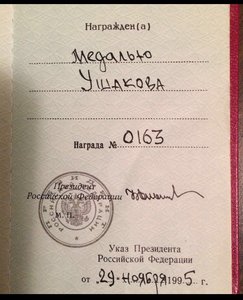 Награжден(а)
Медалью
Ушакова
Награда № 0163
Президент
Российской Федерации
М. П.
Указ Президента
Российской Федерации
от „29“ ноября 1995 г.